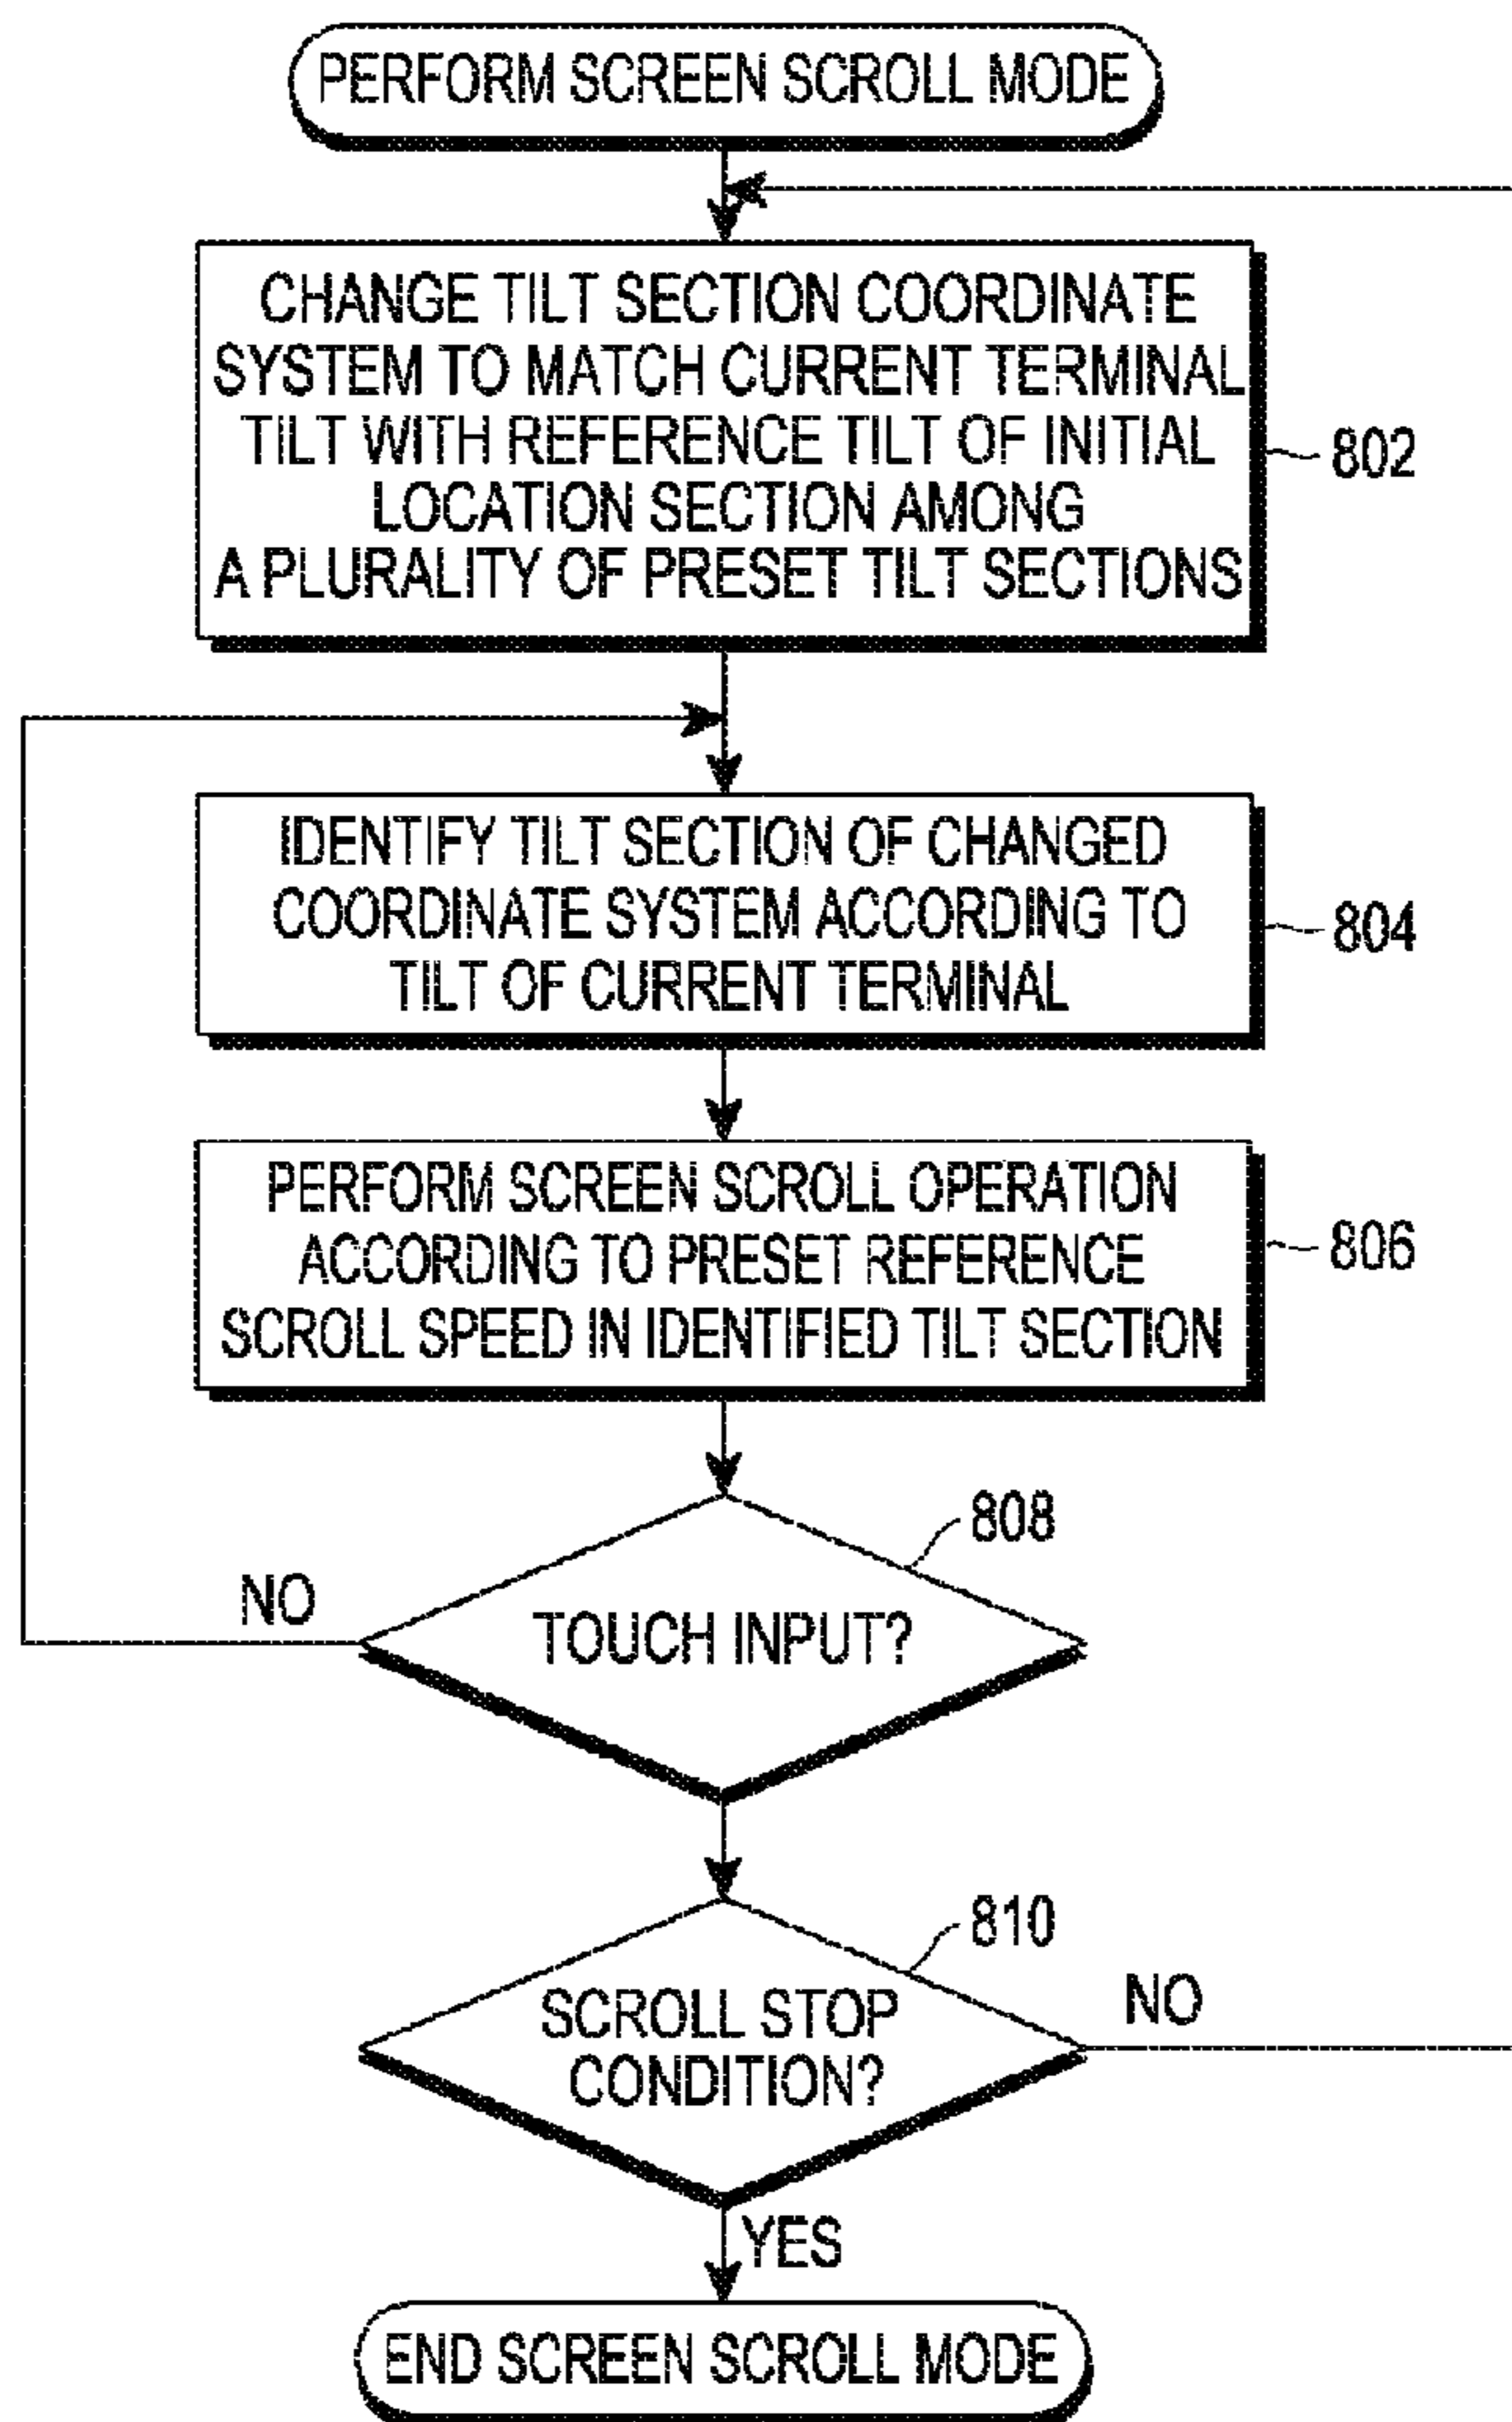 PERFORM SCREEN SCROLL MODE
CHANGE TILT SECTION COORDINATE
SYSTEM TO MATCH CURRENT TERMINAL
TILT WITH REFERENCE TILT OF INITIAL
LOCATION SECTION AMONG
A PLURALITY OF PRESET TILT SECTIONS
802
IDENTIFY TILT SECTION OF CHANGED
COORDINATE SYSTEM ACCORDING TO
TILT OF CURRENT TERMINAL
804
PERFORM SCREEN SCROLL OPERATION
ACCORDING TO PRESET REFERENCE
SCROLL SPEED IN IDENTIFIED TILT SECTION
806
808
NO
TOUCH INPUT?
810
NO
SCROLL STOP
CONDITION?
YES
END SCREEN SCROLL MODE